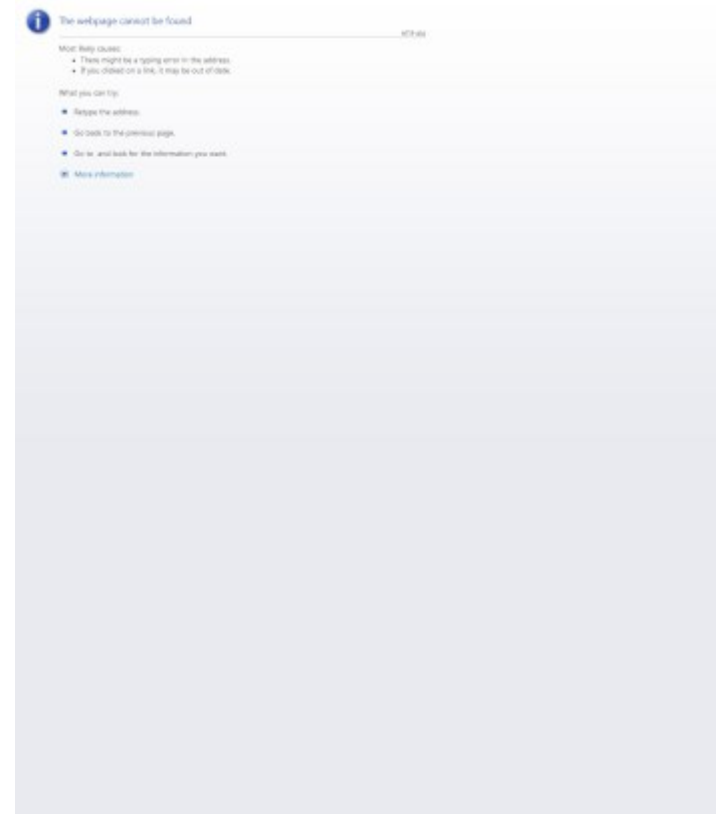 The webpage cannot be found
HTTP 404
Most likely causes:
There might be a typing error in the address.
If you clicked on a link, it may be out of date.
What you can try:
Retype the address.
Go back to the previous page.
Go to and look for the information you want.
More information